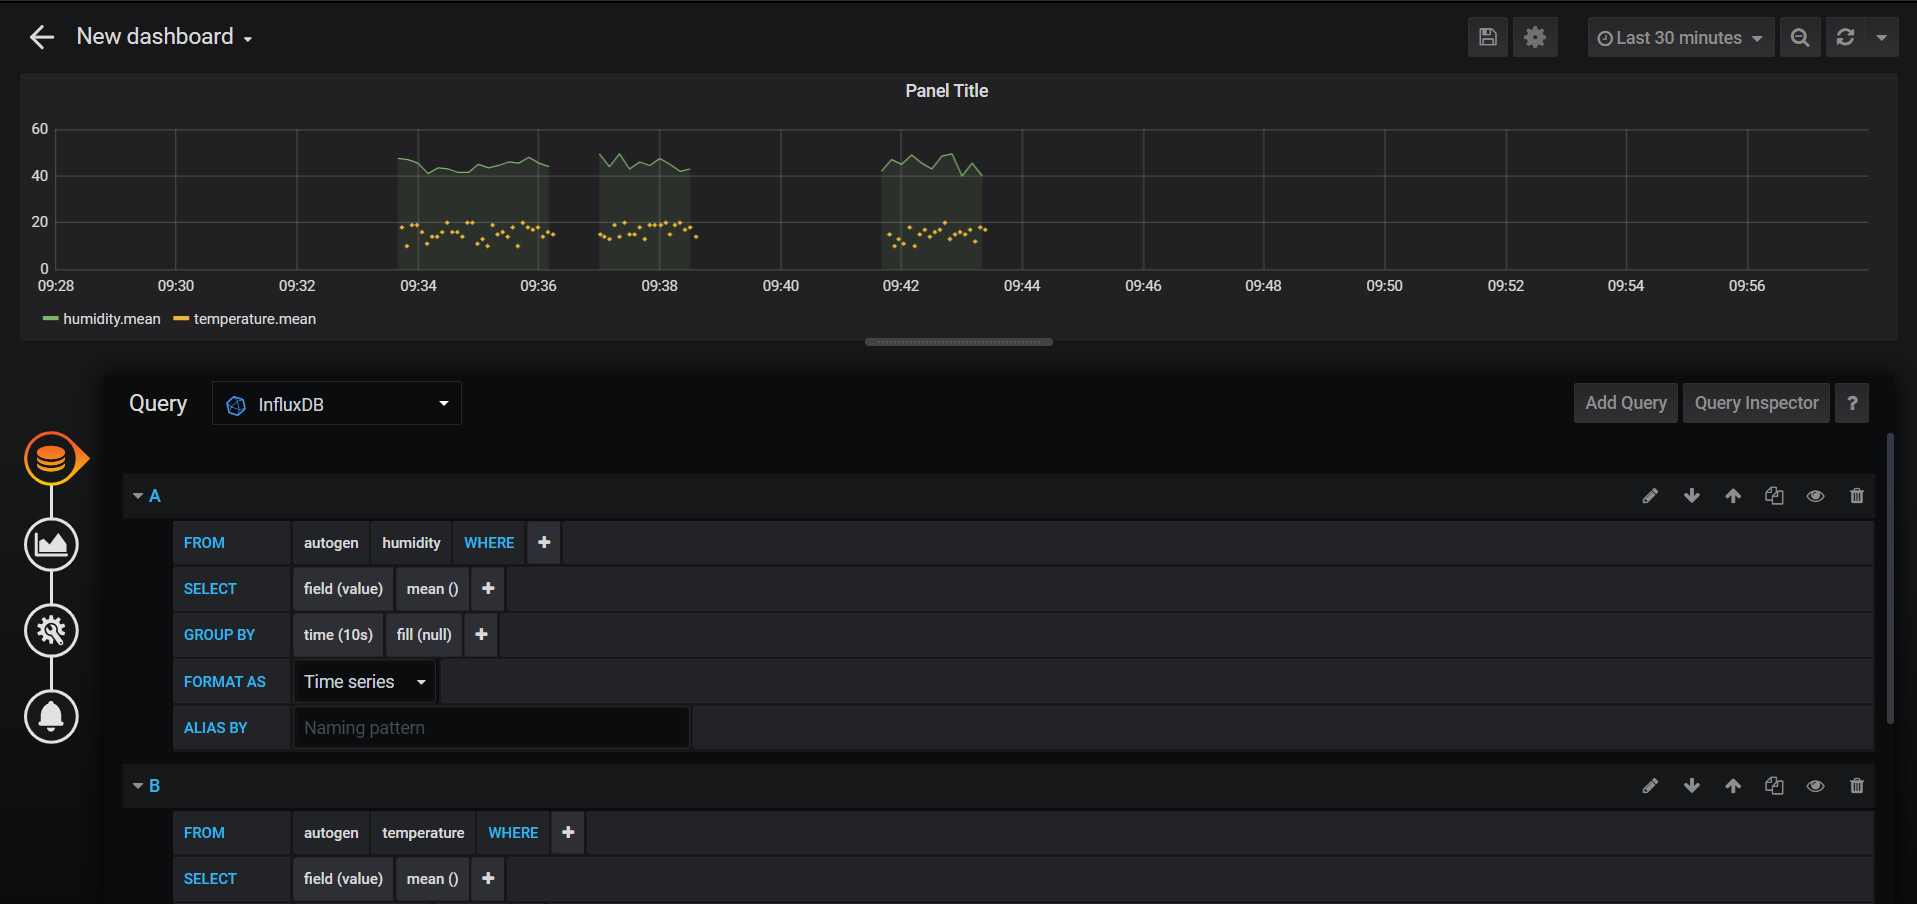 New dashboard
Last 30 minutes
Panel Title
60
40
20
0
09:28 09:30 09:32 09:34 09:36 09:38 09:40 09:42 09:44 09:46 09:48 09:50 09:52 09:54 09:56
humidity.mean temperature.mean
Query InfluxDB Add Query Query Inspector ?
A
FROM autogen humidity WHERE +
SELECT field (value) mean () +
GROUP BY time (10s) fill (null) +
FORMAT AS Time series
ALIAS BY Naming pattern
B
FROM autogen temperature WHERE +
SELECT field (value) mean () +